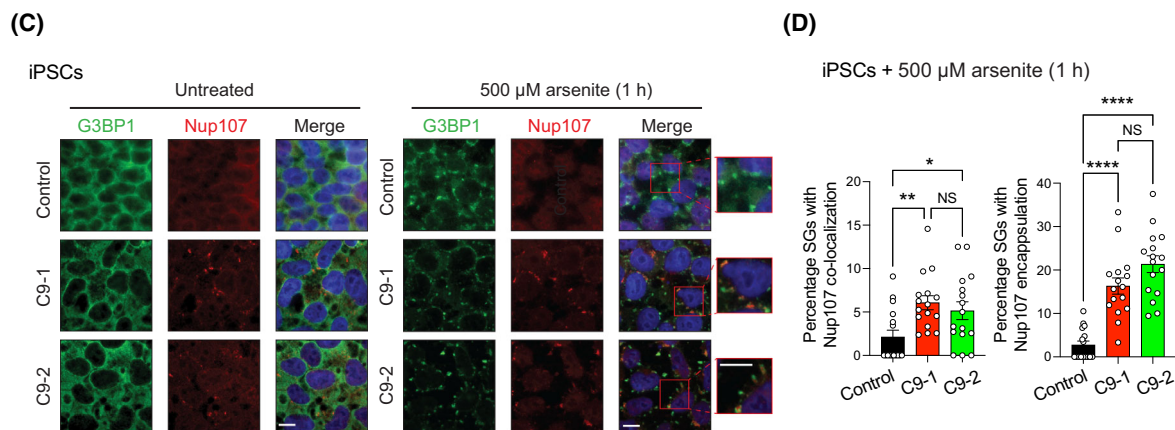 (C)
iPSCs
Untreated
500 µM arsenite (1 h)
G3BP1 Nup107 Merge
G3BP1 Nup107 Merge
Control
Control
Control
C9-1
C9-1
C9-2
C9-2
(D)
iPSCs + 500 µM arsenite (1 h)
Percentage SGs with
Nup107 co-localization
20
15
10
5
0
*
**
NS
Control C9-1 C9-2
Percentage SGs with
Nup107 encappsulation
40
30
20
10
0
****
NS
****
Control C9-1 C9-2